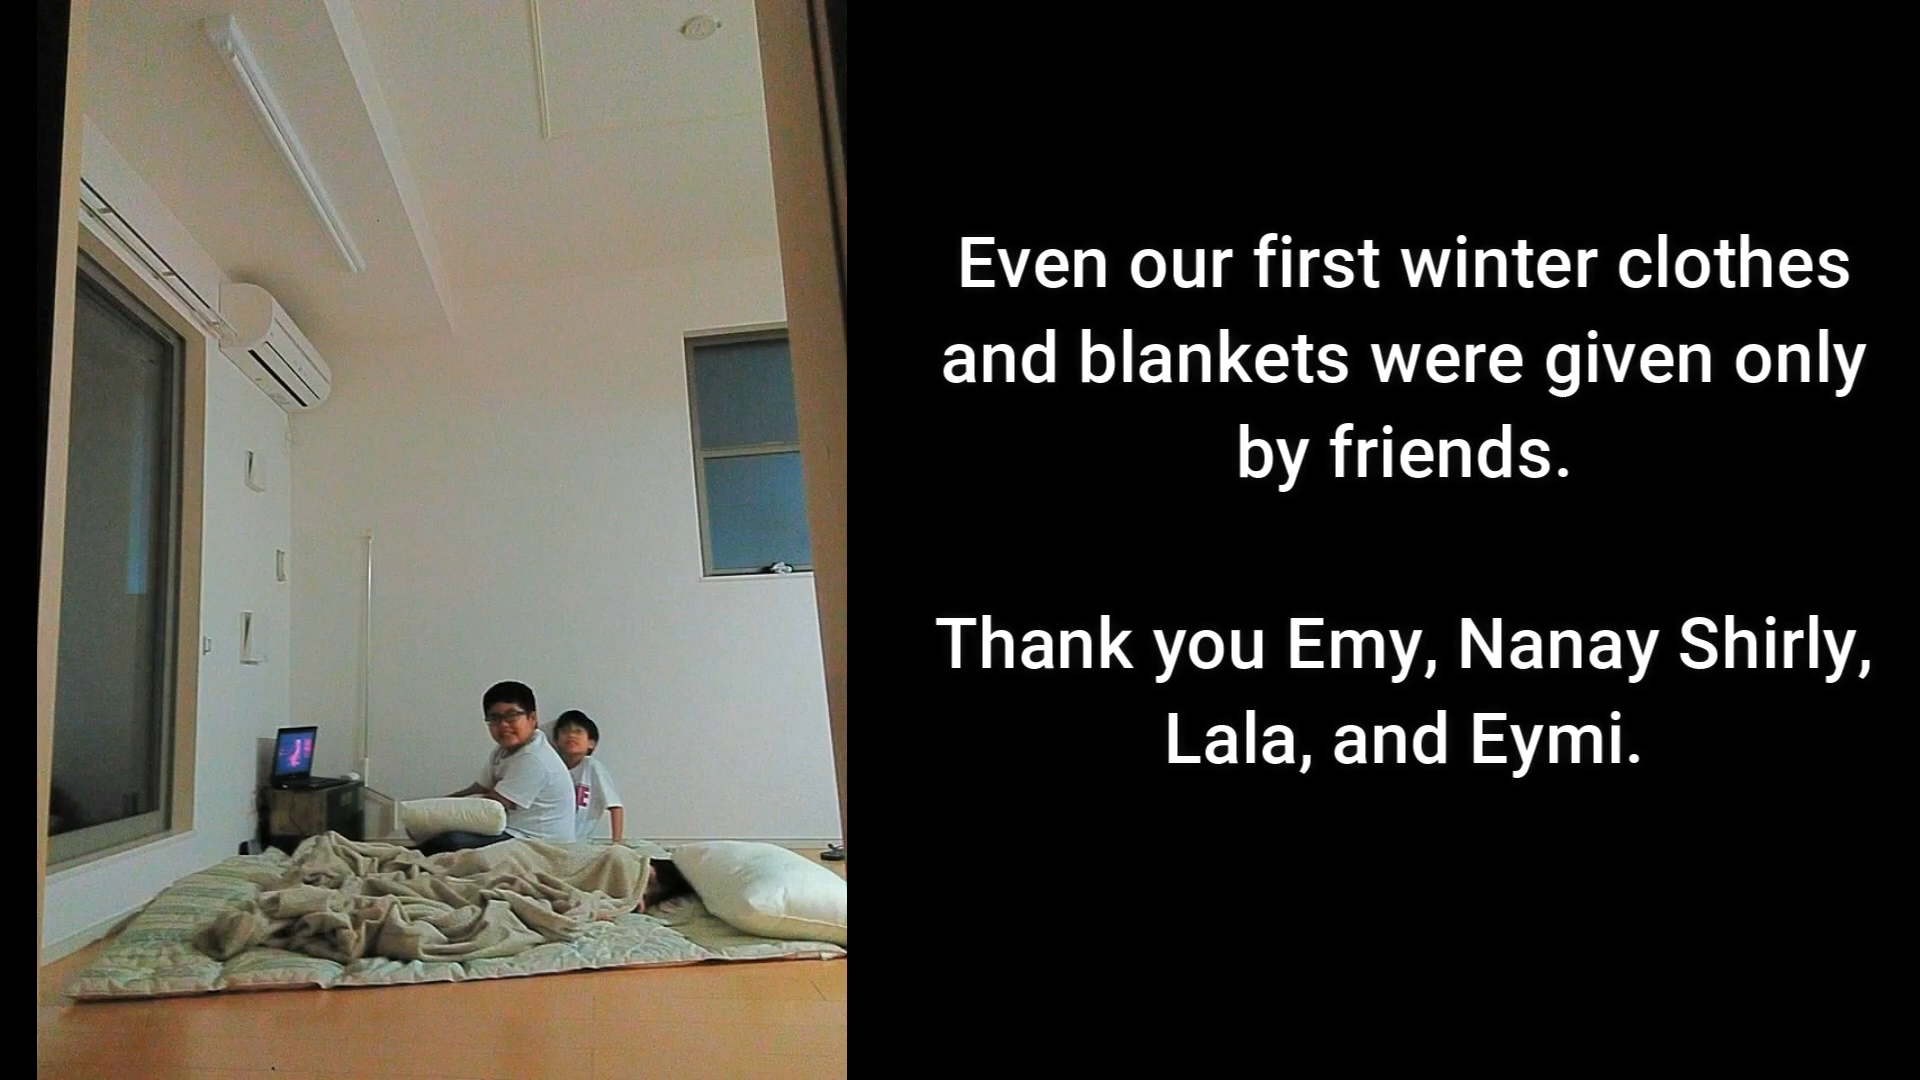 Even our first winter clothes
and blankets were given only
by friends.
Thank you Emy, Nanay Shirly,
Lala, and Eymi.